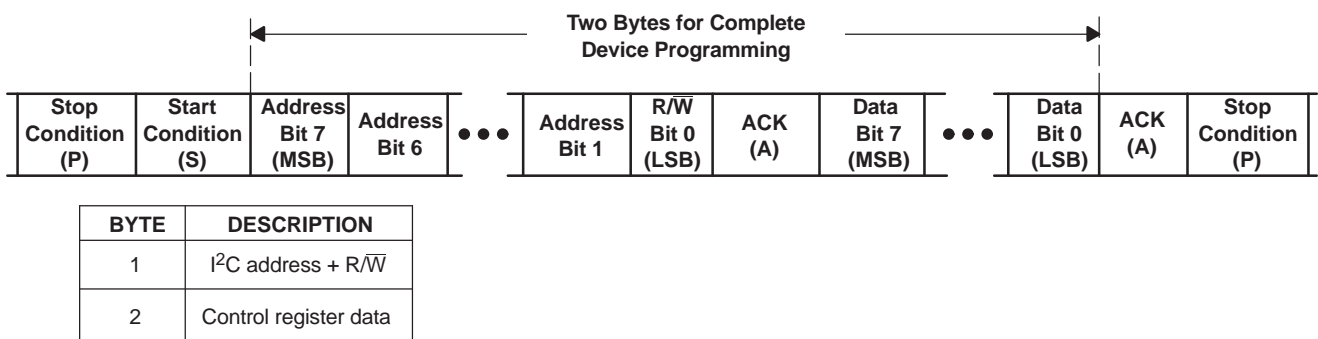 Two Bytes for Complete
Device Programming
Stop Condition (P)
Start Condition (S)
Address Bit 7 (MSB)
Address Bit 6
•••
Address Bit 1
R/W̅ Bit 0 (LSB)
ACK (A)
Data Bit 7 (MSB)
•••
Data Bit 0 (LSB)
ACK (A)
Stop Condition (P)
BYTE DESCRIPTION
1 I²C address + R/W̅
2 Control register data